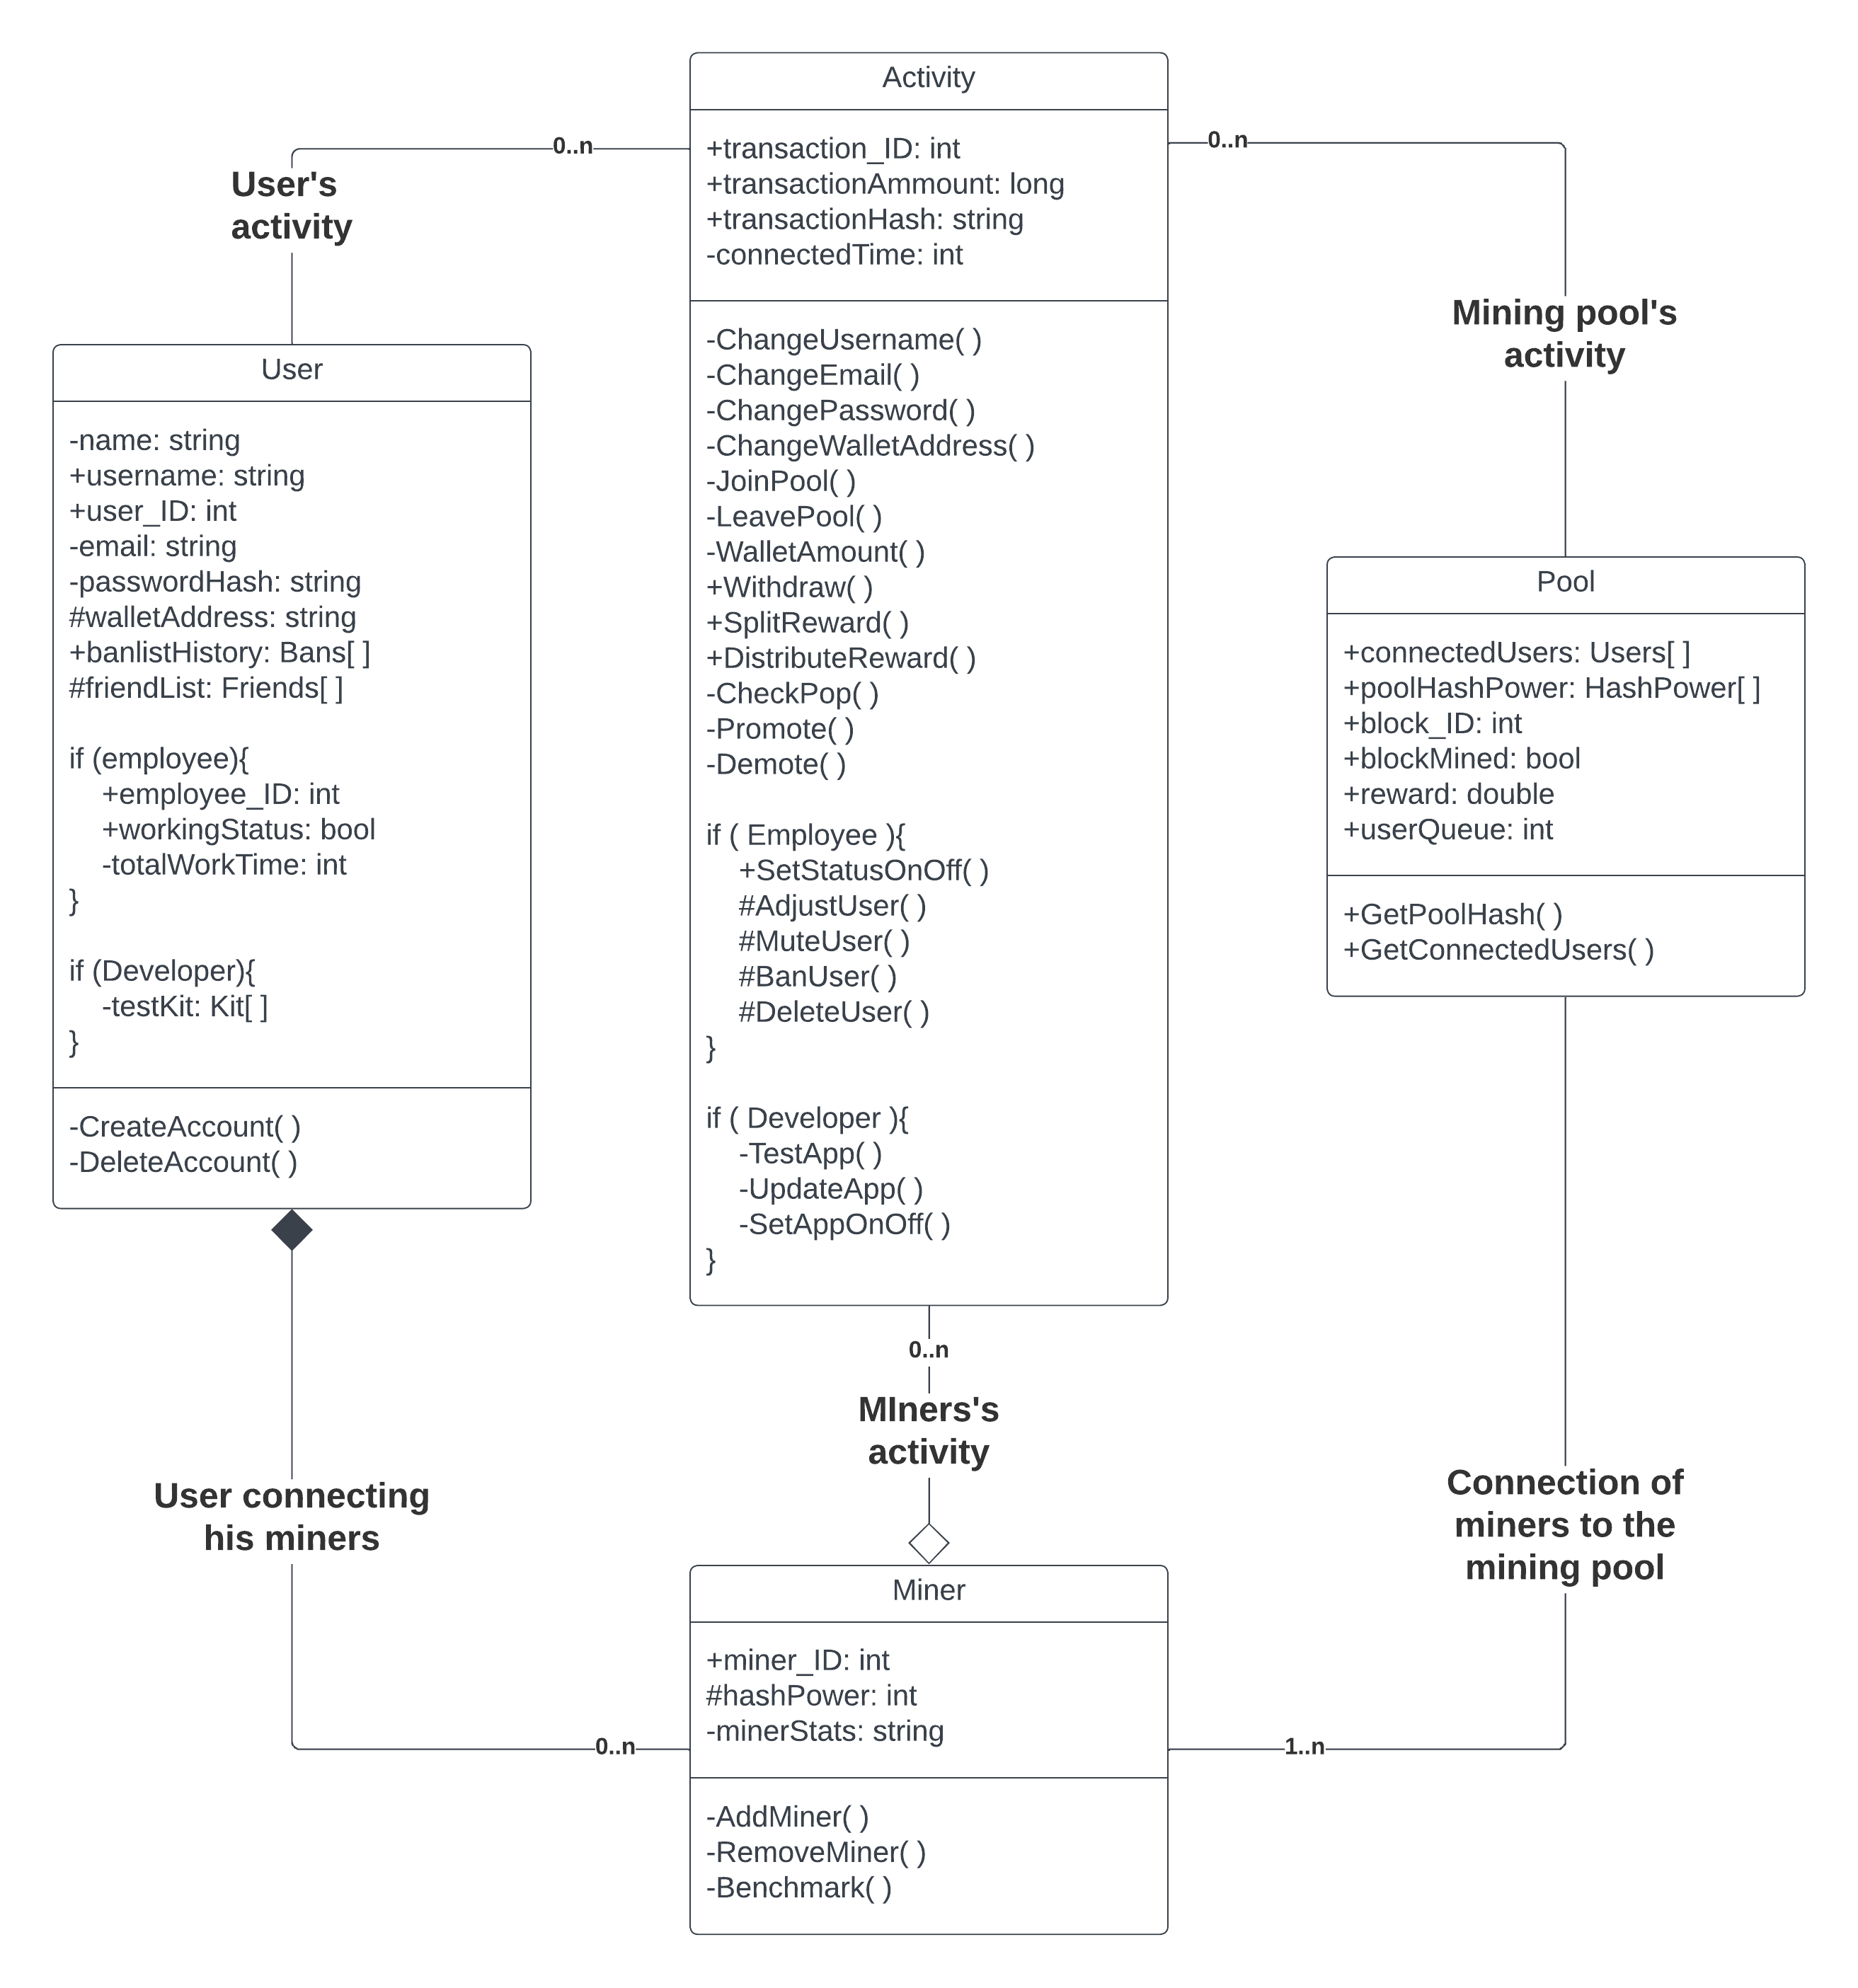 Activity
+transaction_ID: int
+transactionAmmount: long
+transactionHash: string
-connectedTime: int
-ChangeUsername( )
-ChangeEmail( )
-ChangePassword( )
-ChangeWalletAddress( )
-JoinPool( )
-LeavePool( )
-WalletAmount( )
+Withdraw( )
+SplitReward( )
+DistributeReward( )
-CheckPop( )
-Promote( )
-Demote( )
if ( Employee ){
+SetStatusOnOff( )
#AdjustUser( )
#MuteUser( )
#BanUser( )
#DeleteUser( )
}
if ( Developer ){
-TestApp( )
-UpdateApp( )
-SetAppOnOff( )
}
0..n
User's
activity
0..n
Mining pool's
activity
User
-name: string
+username: string
+user_ID: int
-email: string
-passwordHash: string
#walletAddress: string
+banlistHistory: Bans[ ]
#friendList: Friends[ ]
if (employee){
+employee_ID: int
+workingStatus: bool
-totalWorkTime: int
}
if (Developer){
-testKit: Kit[ ]
}
-CreateAccount( )
-DeleteAccount( )
Pool
+connectedUsers: Users[ ]
+poolHashPower: HashPower[ ]
+block_ID: int
+blockMined: bool
+reward: double
+userQueue: int
+GetPoolHash( )
+GetConnectedUsers( )
0..n
MIners's
activity
User connecting
his miners
0..n
Connection of
miners to the
mining pool
1..n
Miner
+miner_ID: int
#hashPower: int
-minerStats: string
-AddMiner( )
-RemoveMiner( )
-Benchmark( )